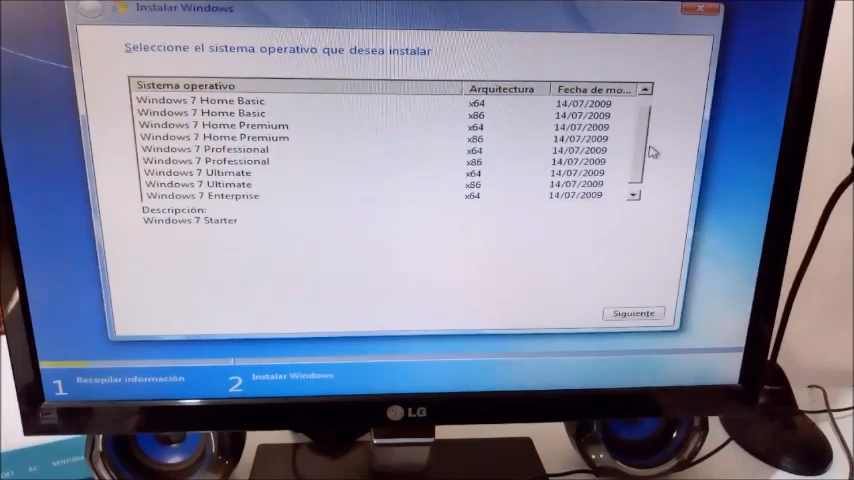 Instalar Windows
Seleccione el sistema operativo que desea instalar
Sistema operativo Arquitectura Fecha de mo...
Windows 7 Home Basic x64 14/07/2009
Windows 7 Home Basic x86 14/07/2009
Windows 7 Home Premium x64 14/07/2009
Windows 7 Home Premium x86 14/07/2009
Windows 7 Professional x64 14/07/2009
Windows 7 Professional x86 14/07/2009
Windows 7 Ultimate x64 14/07/2009
Windows 7 Ultimate x86 14/07/2009
Windows 7 Enterprise x64 14/07/2009
Descripción:
Windows 7 Starter
Siguiente
1 Recopilar información
2 Instalar Windows
LG
AC VENTURA